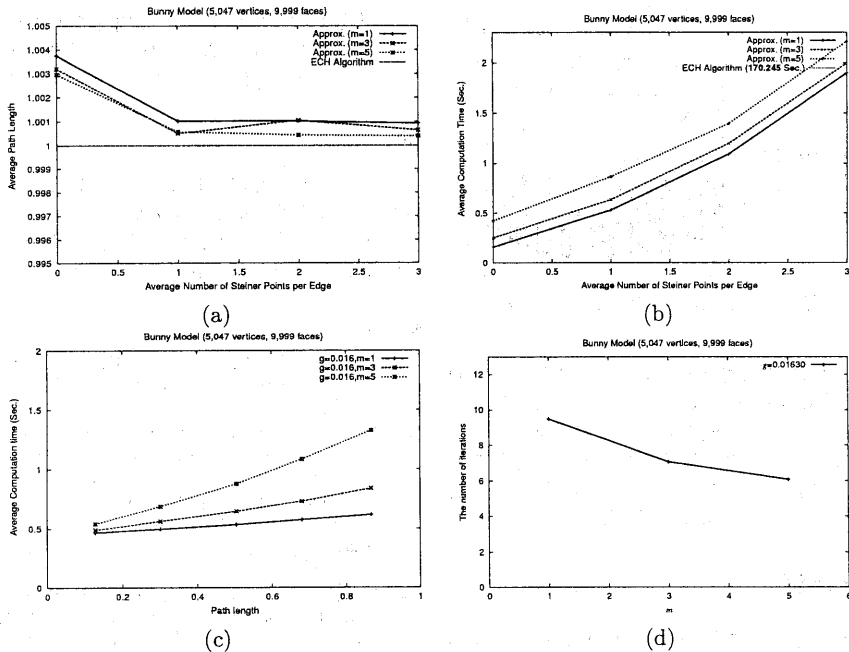 Bunny Model (5,047 vertices, 9,999 faces)
1.005
1.004
1.003
1.002
1.001
1
0.999
0.998
0.997
0.996
0.995
0
0.5
1
1.5
2
2.5
3
Average Path Length
Average Number of Steiner Points per Edge
Approx. (m=1)
Approx. (m=3)
Approx. (m=5)
ECH Algorithm
(a)
Bunny Model (5,047 vertices, 9,999 faces)
2
1.5
1
0.5
0
0
0.5
1
1.5
2
2.5
3
Average Computation Time (Sec.)
Average Number of Steiner Points per Edge
Approx. (m=1)
Approx. (m=3)
Approx. (m=5)
ECH Algorithm (170.245 Sec.)
(b)
Bunny Model (5,047 vertices, 9,999 faces)
2
1.5
1
0.5
0
0
0.2
0.4
0.6
0.8
1
Average Computation time (Sec.)
Path length
g=0.016,m=1
g=0.016,m=3
g=0.016,m=5
(c)
Bunny Model (5,047 vertices, 9,999 faces)
12
10
8
6
4
2
0
0
1
2
3
4
5
6
The number of iterations
m
g=0.01630
(d)